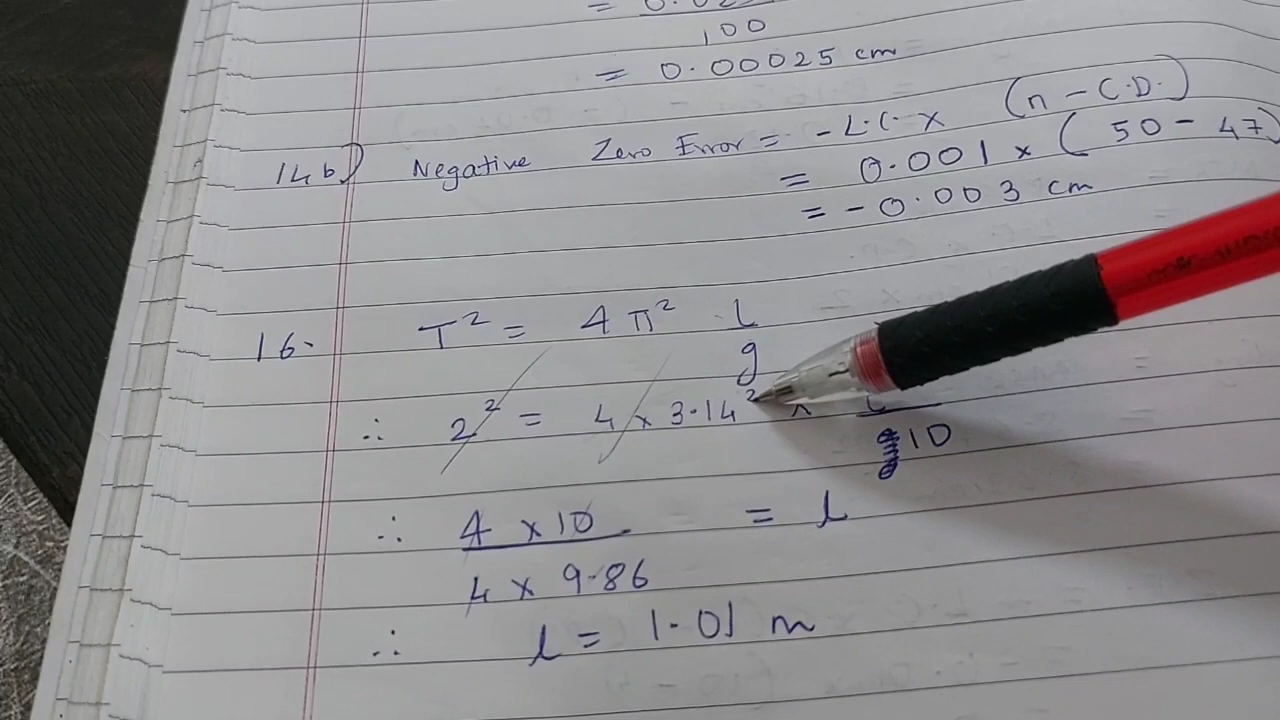 100
= 0.00025 cm
14 b) Negative Zero Error = - L.C. x (n - C.D.)
= 0.001 x ( 50 - 47
= - 0.003 cm
16. T² = 4 π² l
g
∴ 2² = 4 x 3.14² x l
10
∴ 4 x 10 = l
4 x 9.86
∴ l = 1.01 m